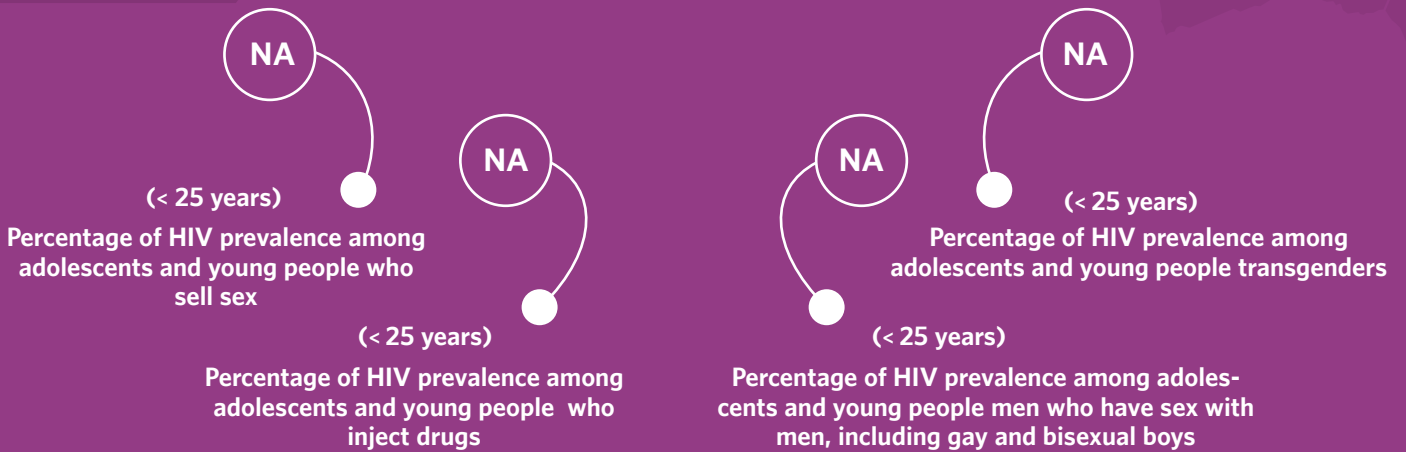 NA
(< 25 years)
Percentage of HIV prevalence among
adolescents and young people who
sell sex
NA
(< 25 years)
Percentage of HIV prevalence among
adolescents and young people who
inject drugs
NA
(< 25 years)
Percentage of HIV prevalence among adoles-
cents and young people men who have sex with
men, including gay and bisexual boys
NA
(< 25 years)
Percentage of HIV prevalence among
adolescents and young people transgenders